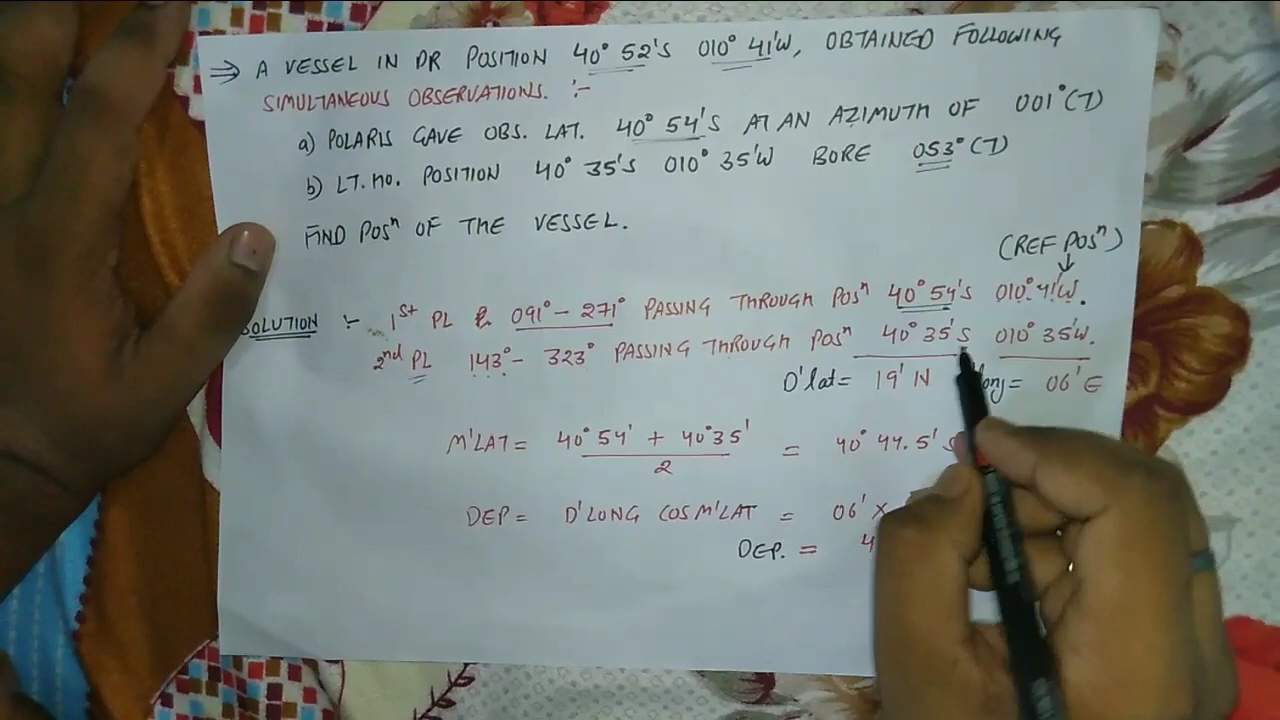 ⇒ A VESSEL IN DR POSITION 40° 52'S 010° 41'W, OBTAINED FOLLOWING
SIMULTANEOUS OBSERVATIONS. :-
a) POLARIS GAVE OBS. LAT. 40° 54'S AT AN AZIMUTH OF 001° (T)
b) LT. NO. POSITION 40° 35'S 010° 35'W BORE 053° (T)
FIND POSⁿ OF THE VESSEL.
(REF POSⁿ)
↓
SOLUTION :- 1st PL 091° - 271° PASSING THROUGH POSⁿ 40° 54'S 010° 41'W.
2nd PL 143° - 323° PASSING THROUGH POSⁿ 40° 35'S 010° 35'W.
D'lat = 19' N ong = 06' E
M'LAT = 40° 54' + 40° 35' / 2 = 40° 44.5' S
DEP = D'LONG COS M'LAT = 06' X
DEP. = 4